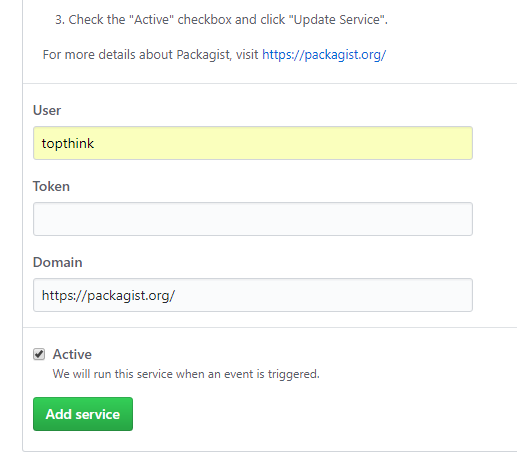 3. Check the "Active" checkbox and click "Update Service".
For more details about Packagist, visit https://packagist.org/
User
topthink
Token
Domain
https://packagist.org/
Active
We will run this service when an event is triggered.
Add service